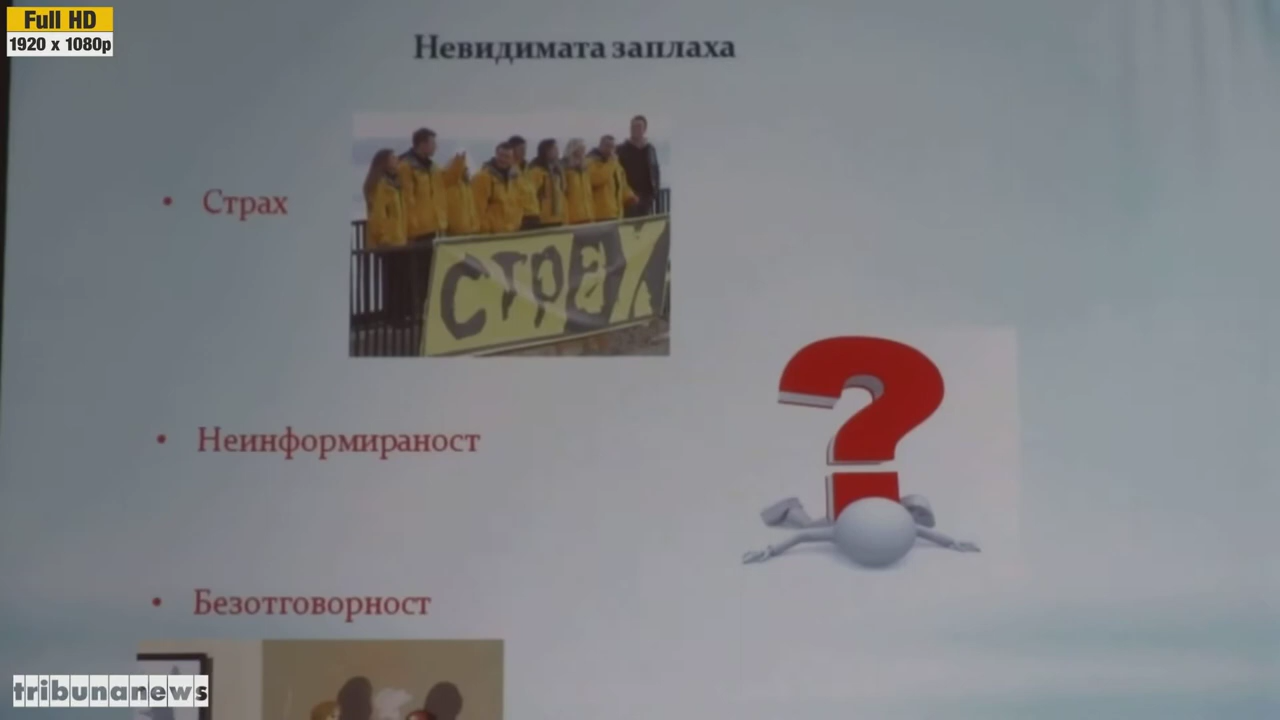 Full HD
1920 x 1080p
Невидимата заплаха
• Страх
страх
• Неинформираност
?
• Безотговорност
tribunanews